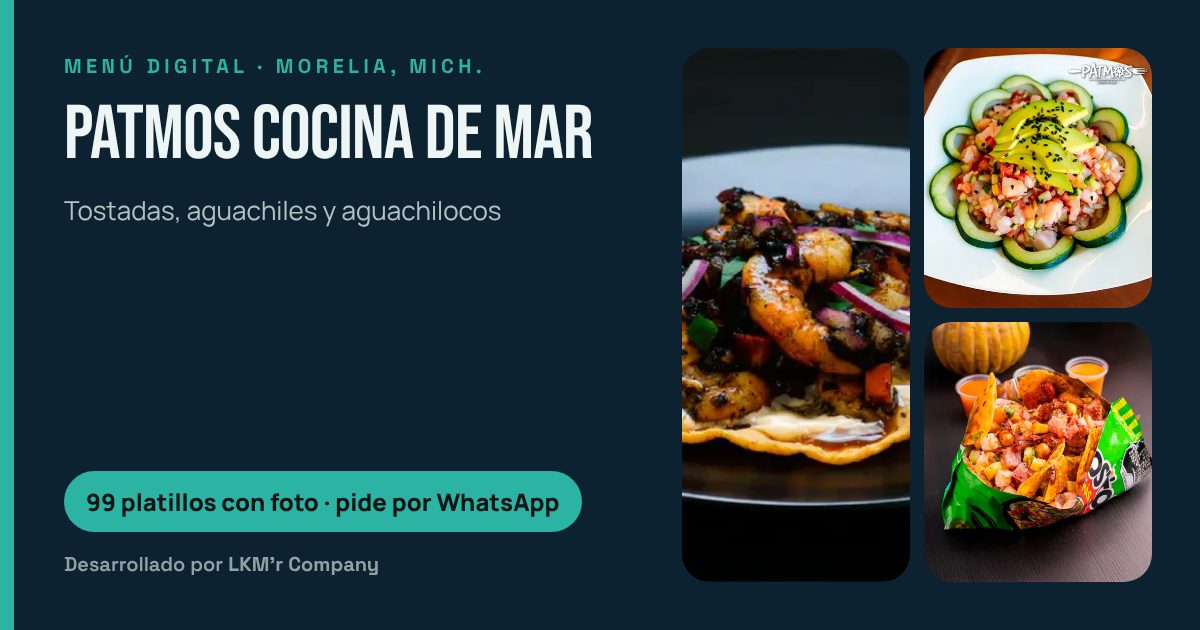 MENÚ DIGITAL · MORELIA, MICH.
PATMOS COCINA DE MAR
Tostadas, aguachiles y aguachilocos
99 platillos con foto · pide por WhatsApp
Desarrollado por LKM’r Company
PATMOS